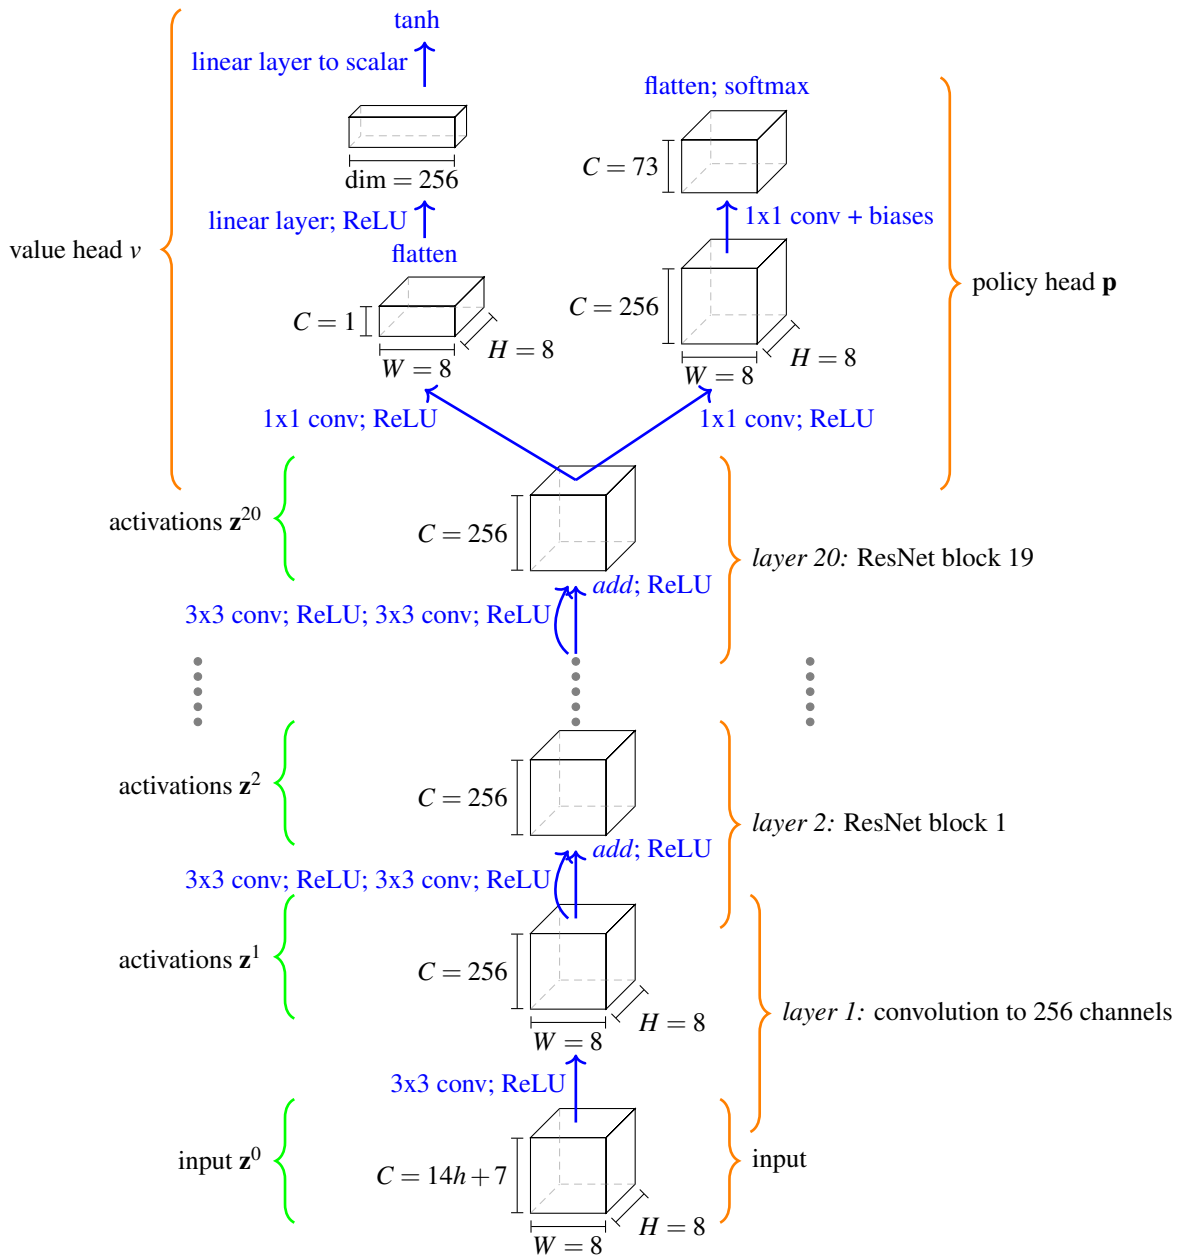 tanh
linear layer to scalar
flatten; softmax
C = 73
dim = 256
linear layer; ReLU
1x1 conv + biases
value head v
flatten
policy head p
C = 256
C = 1
H = 8
H = 8
W = 8
W = 8
1x1 conv; ReLU
1x1 conv; ReLU
activations z^20
C = 256
layer 20: ResNet block 19
add; ReLU
3x3 conv; ReLU; 3x3 conv; ReLU
activations z^2
C = 256
layer 2: ResNet block 1
add; ReLU
3x3 conv; ReLU; 3x3 conv; ReLU
activations z^1
C = 256
layer 1: convolution to 256 channels
H = 8
W = 8
3x3 conv; ReLU
input z^0
C = 14h + 7
input
H = 8
W = 8